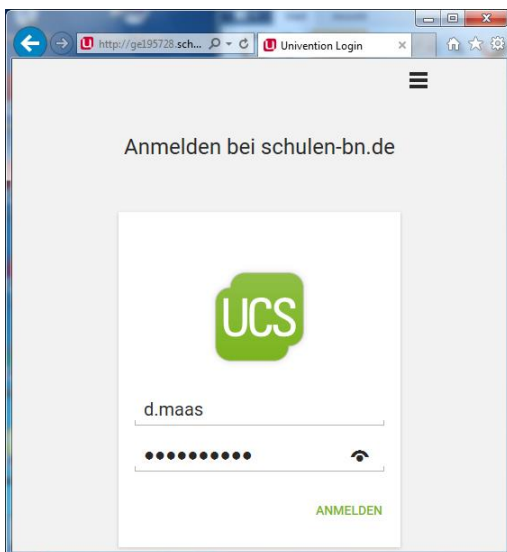 http://ge195728.sch...
Univention Login
Anmelden bei schulen-bn.de
UCS
d.maas
●●●●●●●●●●
ANMELDEN